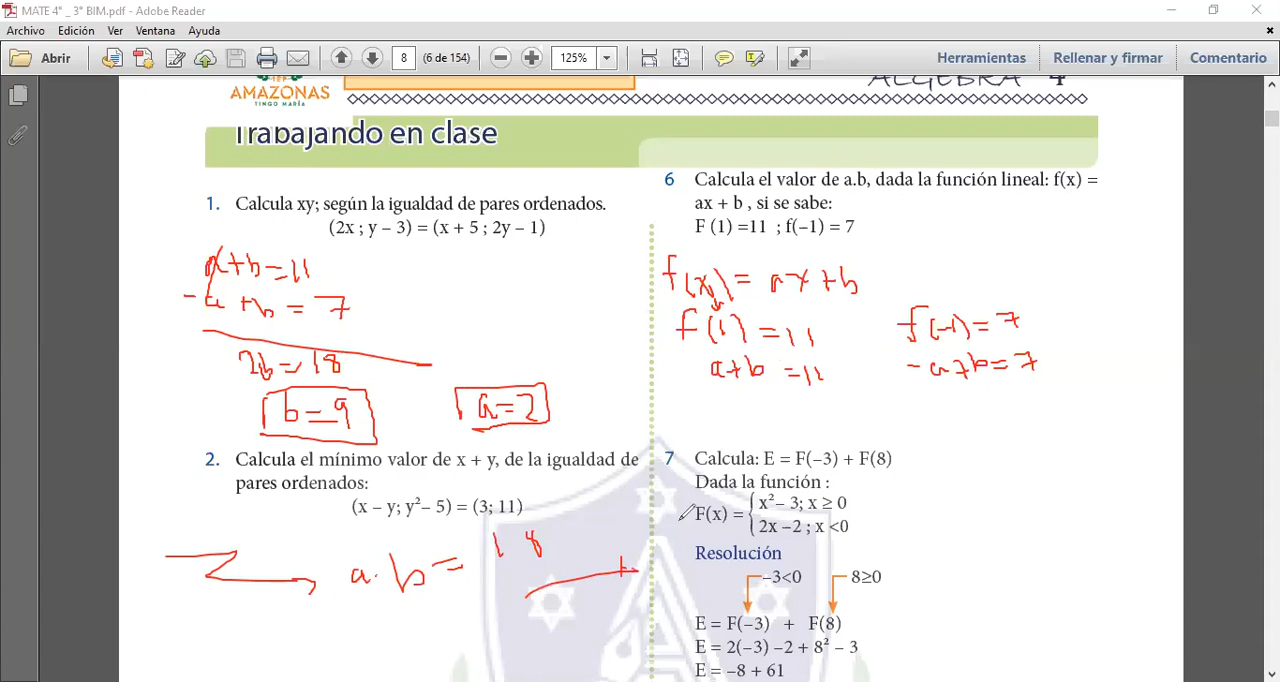 MATE 4° _ 3° BIM.pdf - Adobe Reader
Archivo Edición Ver Ventana Ayuda
Abrir 8 (6 de 154) 125% Herramientas Rellenar y firmar Comentario
AMAZONAS
TINGO MARÍA
ÁLGEBRA 4
Trabajando en clase
1. Calcula xy; según la igualdad de pares ordenados.
(2x ; y – 3) = (x + 5 ; 2y – 1)
a+b=11
- a +b = 7
2b=18
b=9
a=2
2. Calcula el mínimo valor de x + y, de la igualdad de
pares ordenados:
(x – y; y²– 5) = (3; 11)
a.b= 18
6 Calcula el valor de a.b, dada la función lineal: f(x) =
ax + b , si se sabe:
F (1) =11 ; f(–1) = 7
f(x)= ax+b
f(1) =11
a+b =11
f(-1)=7
-a+b=7
7 Calcula: E = F(–3) + F(8)
Dada la función :
F(x) = { x²– 3; x ≥ 0
2x –2 ; x <0
Resolución
–3<0 8≥0
E = F(–3) + F(8)
E = 2(–3) –2 + 8² – 3
E = –8 + 61